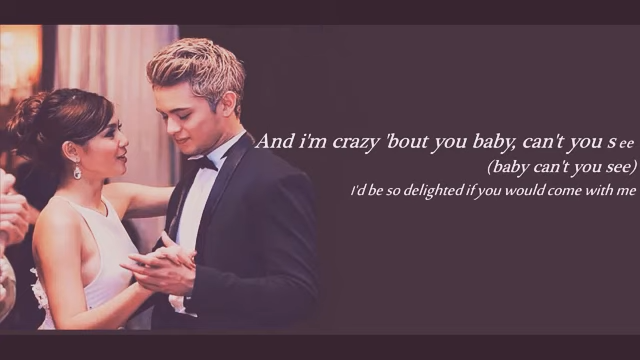 And i'm crazy 'bout you baby, can't you see
(baby can't you see)
I'd be so delighted if you would come with me